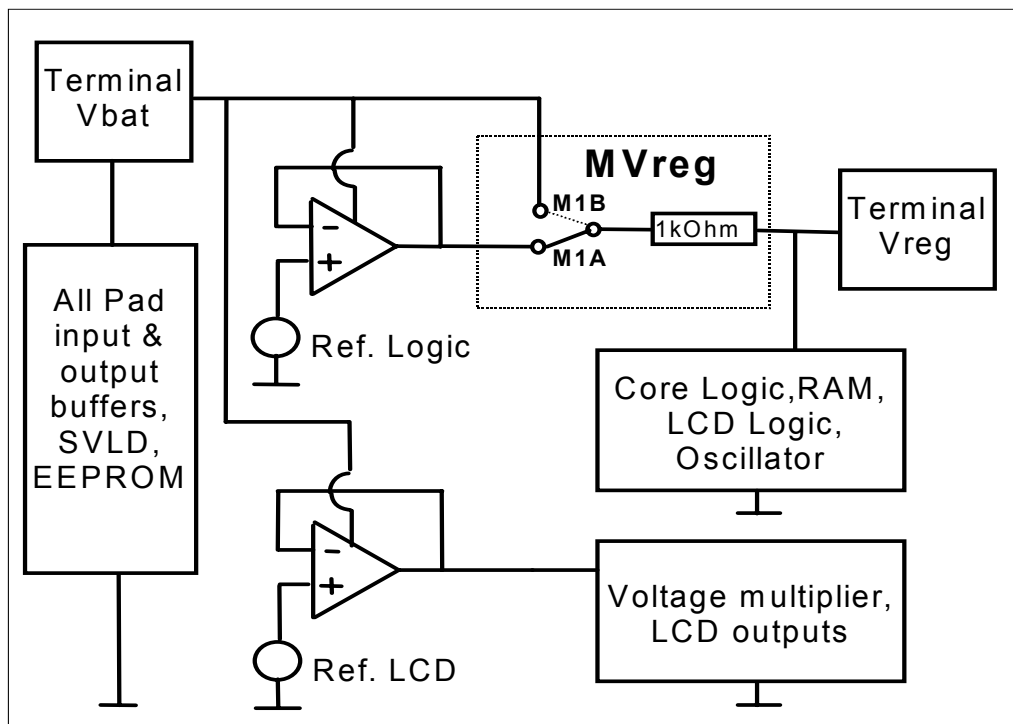 Terminal
Vbat
MVreg
M1B
1kOhm
M1A
Terminal
Vreg
-
+
Ref. Logic
All Pad
input &
output
buffers,
SVLD,
EEPROM
Core Logic,RAM,
LCD Logic,
Oscillator
-
+
Ref. LCD
Voltage multiplier,
LCD outputs